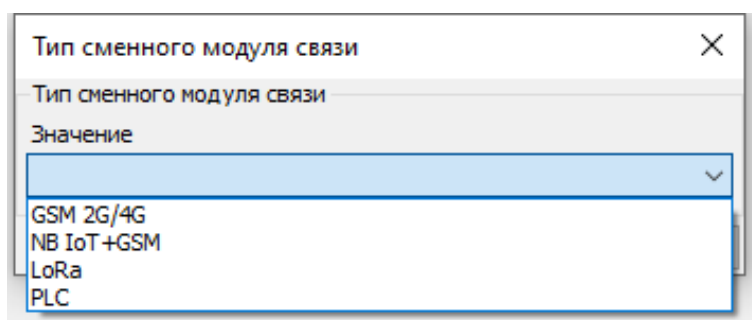 Тип сменного модуля связи
Тип сменного модуля связи
Значение
GSM 2G/4G
NB IoT+GSM
LoRa
PLC